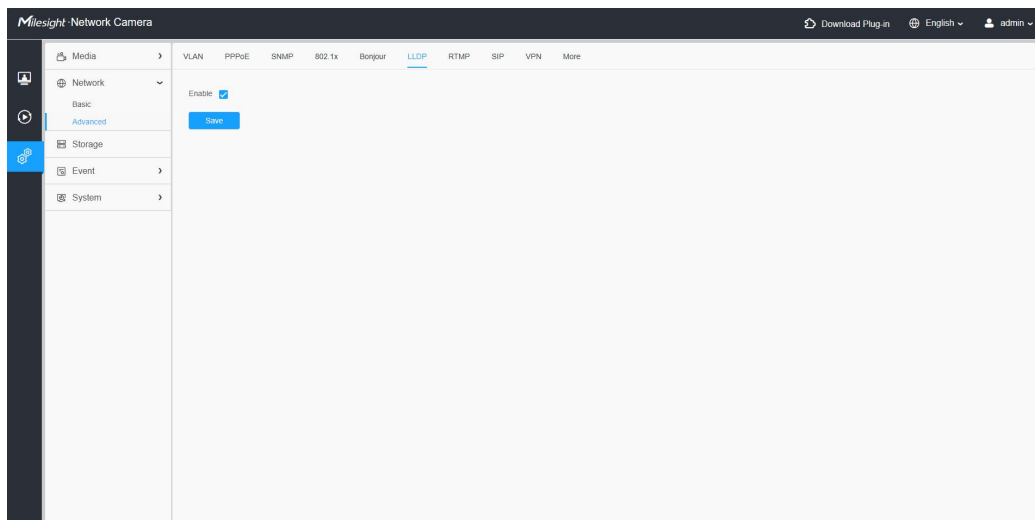 Milesight · Network Camera
Download Plug-in
English
admin
Media
Network
Basic
Advanced
Storage
Event
System
VLAN PPPoE SNMP 802.1x Bonjour LLDP RTMP SIP VPN More
Enable
Save